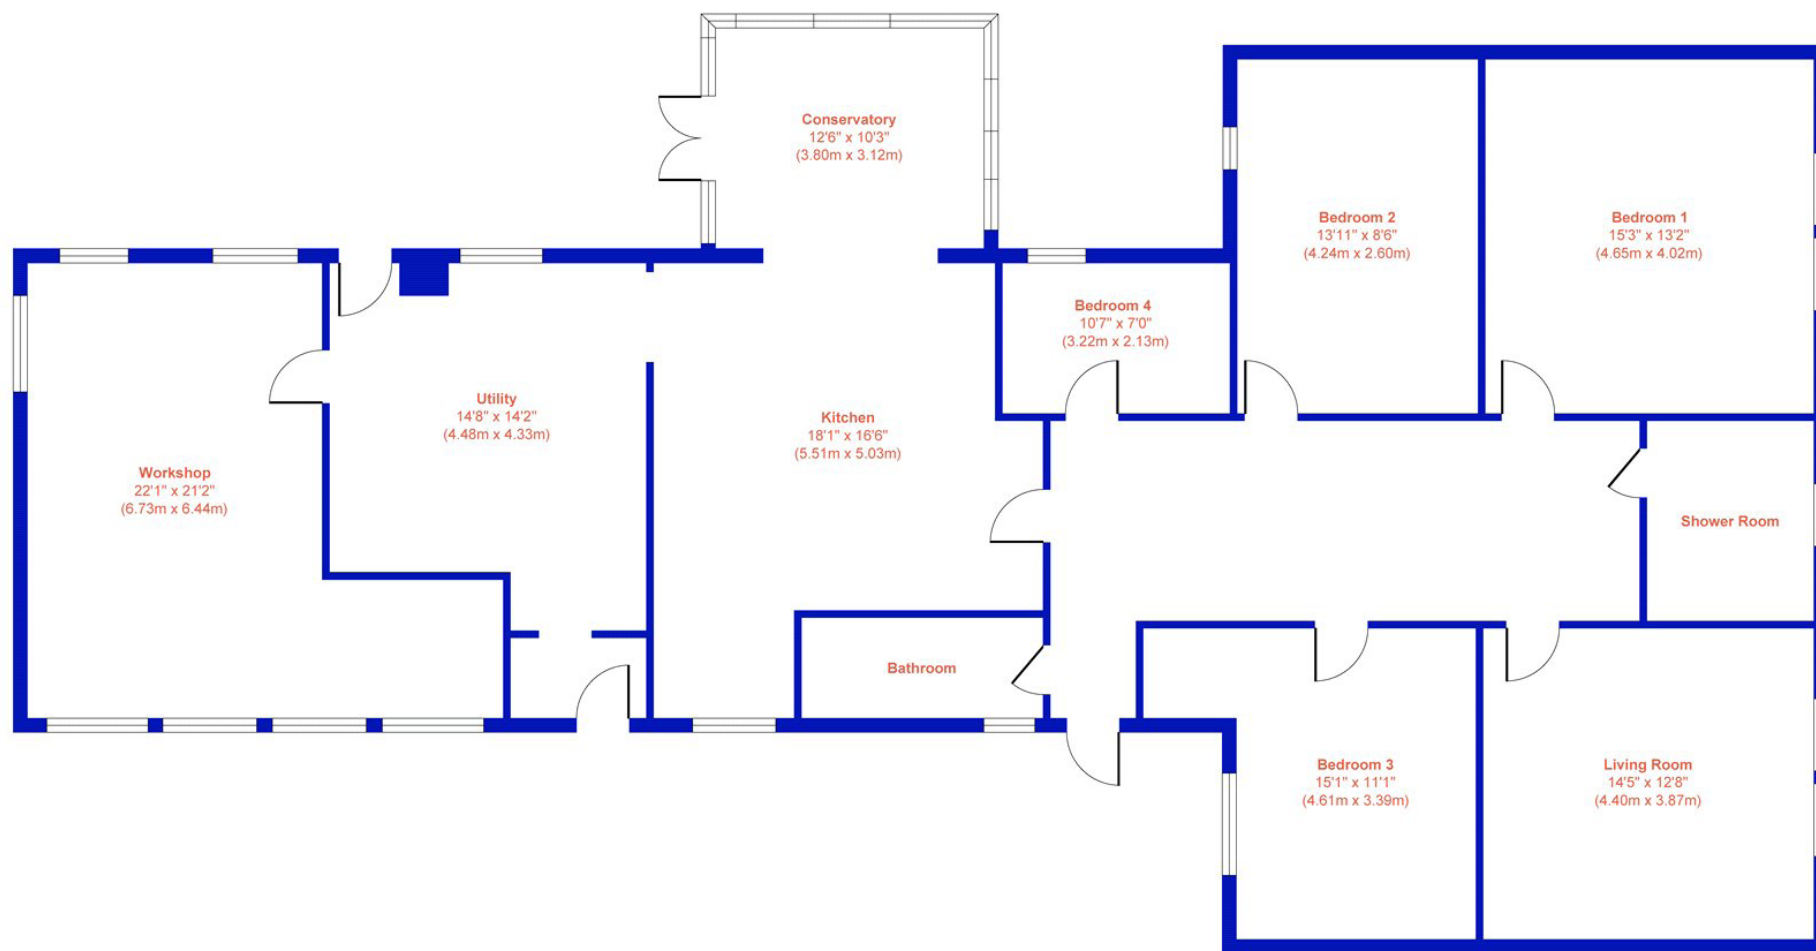 Conservatory
12'6" x 10'3"
(3.80m x 3.12m)
Bedroom 2
13'11" x 8'6"
(4.24m x 2.60m)
Bedroom 1
15'3" x 13'2"
(4.65m x 4.02m)
Bedroom 4
10'7" x 7'0"
(3.22m x 2.13m)
Utility
14'8" x 14'2"
(4.48m x 4.33m)
Kitchen
18'1" x 16'6"
(5.51m x 5.03m)
Workshop
22'1" x 21'2"
(6.73m x 6.44m)
Shower Room
Bathroom
Bedroom 3
15'1" x 11'1"
(4.61m x 3.39m)
Living Room
14'5" x 12'8"
(4.40m x 3.87m)